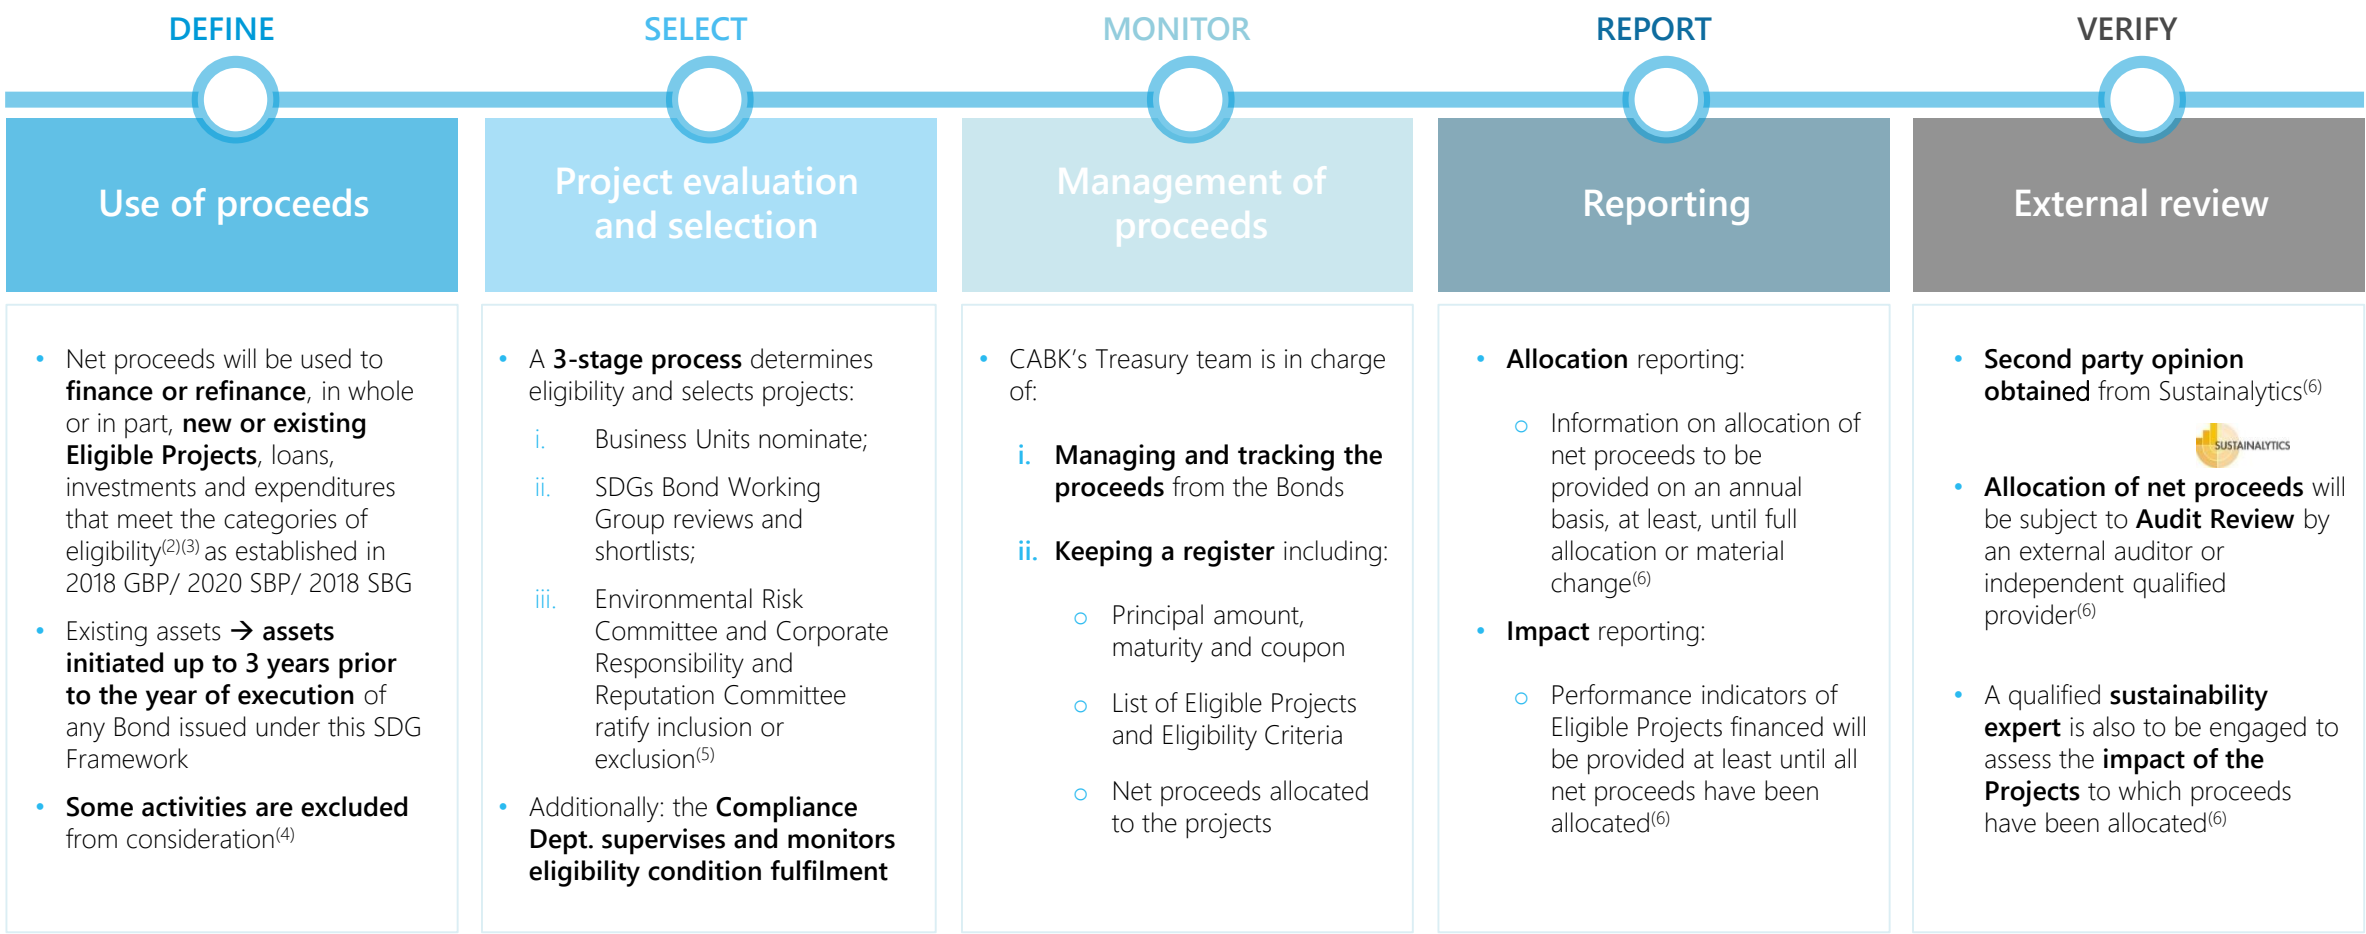 DEFINE
Use of proceeds
• Net proceeds will be used to
finance or refinance, in whole
or in part, new or existing
Eligible Projects, loans,
investments and expenditures
that meet the categories of
eligibility(2)(3) as established in
2018 GBP/ 2020 SBP/ 2018 SBG
• Existing assets → assets
initiated up to 3 years prior
to the year of execution of
any Bond issued under this SDG
Framework
• Some activities are excluded
from consideration(4)
SELECT
Project evaluation
and selection
• A 3-stage process determines
eligibility and selects projects:
i. Business Units nominate;
ii. SDGs Bond Working
Group reviews and
shortlists;
iii. Environmental Risk
Committee and Corporate
Responsibility and
Reputation Committee
ratify inclusion or
exclusion(5)
• Additionally: the Compliance
Dept. supervises and monitors
eligibility condition fulfilment
MONITOR
Management of
proceeds
• CABK's Treasury team is in charge
of:
i. Managing and tracking the
proceeds from the Bonds
ii. Keeping a register including:
o Principal amount,
maturity and coupon
o List of Eligible Projects
and Eligibility Criteria
o Net proceeds allocated
to the projects
REPORT
Reporting
• Allocation reporting:
o Information on allocation of
net proceeds to be
provided on an annual
basis, at least, until full
allocation or material
change(6)
• Impact reporting:
o Performance indicators of
Eligible Projects financed will
be provided at least until all
net proceeds have been
allocated(6)
VERIFY
External review
• Second party opinion
obtained from Sustainalytics(6)
SUSTAINALYTICS
• Allocation of net proceeds will
be subject to Audit Review by
an external auditor or
independent qualified
provider(6)
• A qualified sustainability
expert is also to be engaged to
assess the impact of the
Projects to which proceeds
have been allocated(6)